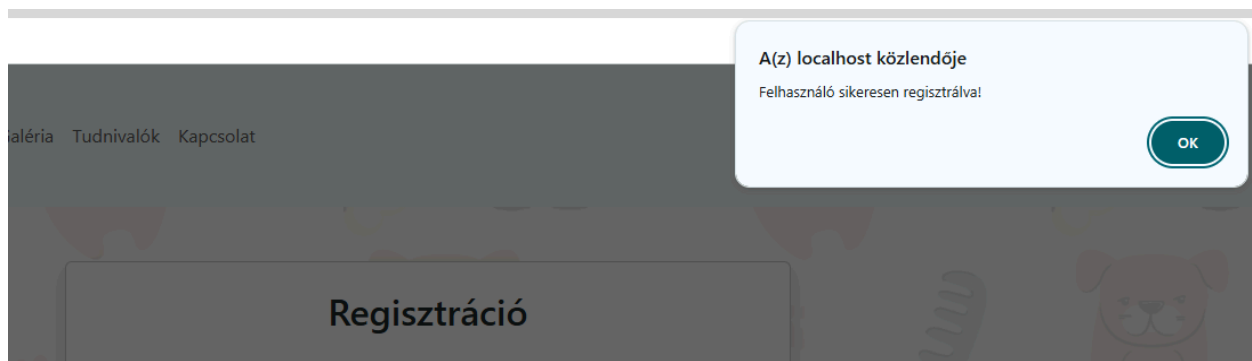 A(z) localhost közlendője
Felhasználó sikeresen regisztrálva!
OK
aléria Tudnivalók Kapcsolat
Regisztráció